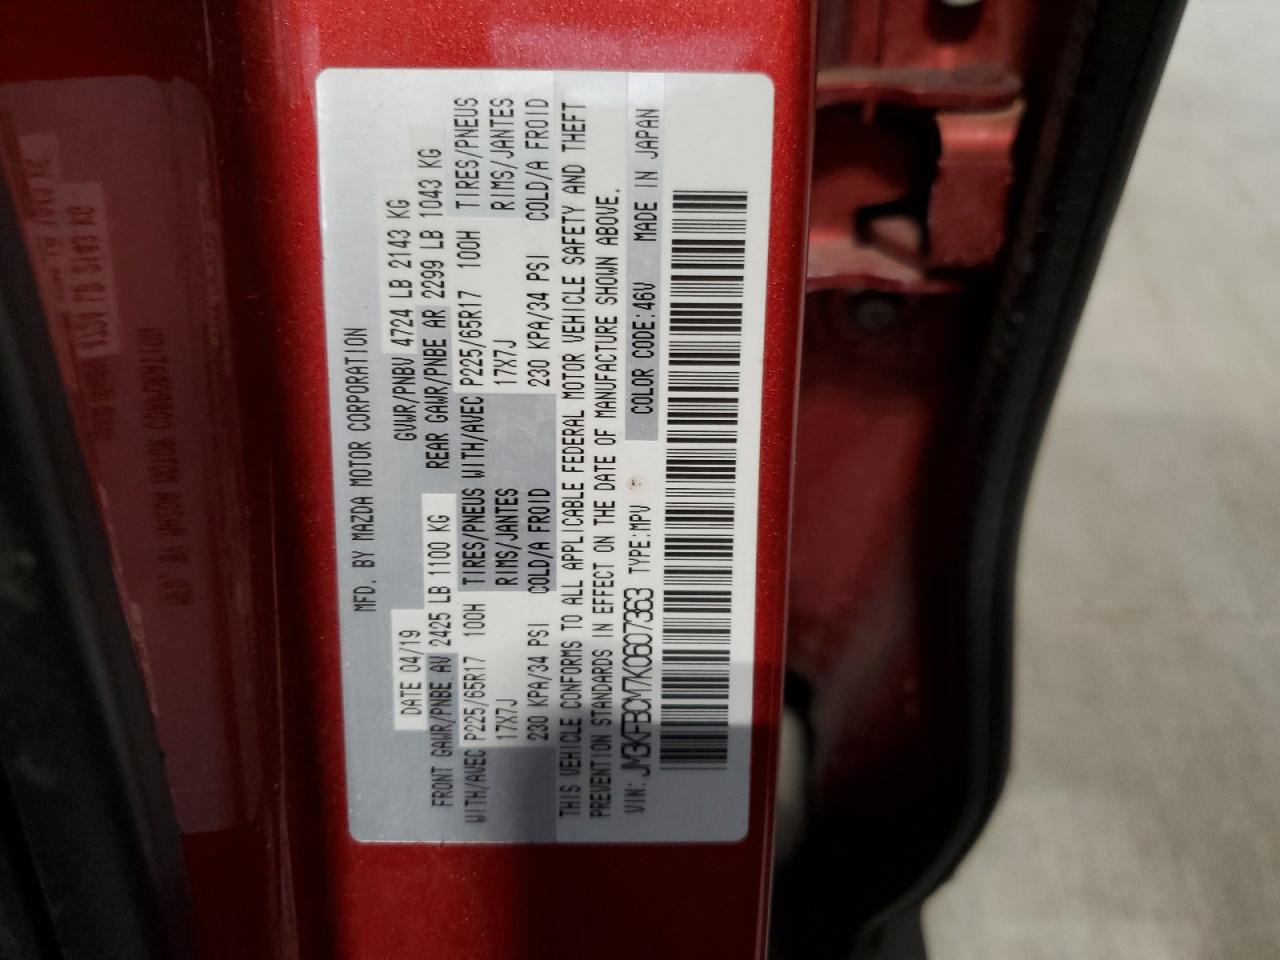 MFD. BY MAZDA MOTOR CORPORATION
DATE 04/19 GVWR/PNBV 4724 LB 2143 KG
FRONT GAWR/PNBE AV 2425 LB 1100 KG REAR GAWR/PNBE AR 2299 LB 1043 KG
WITH/AVEC P225/65R17 100H TIRES/PNEUS WITH/AVEC P225/65R17 100H TIRES/PNEUS
17X7J RIMS/JANTES 17X7J RIMS/JANTES
230 KPA/34 PSI COLD/A FROID 230 KPA/34 PSI COLD/A FROID
THIS VEHICLE CONFORMS TO ALL APPLICABLE FEDERAL MOTOR VEHICLE SAFETY AND THEFT
PREVENTION STANDARDS IN EFFECT ON THE DATE OF MANUFACTURE SHOWN ABOVE.
VIN: JM3KFBCM7K0607363 TYPE:MPV COLOR CODE:46V MADE IN JAPAN